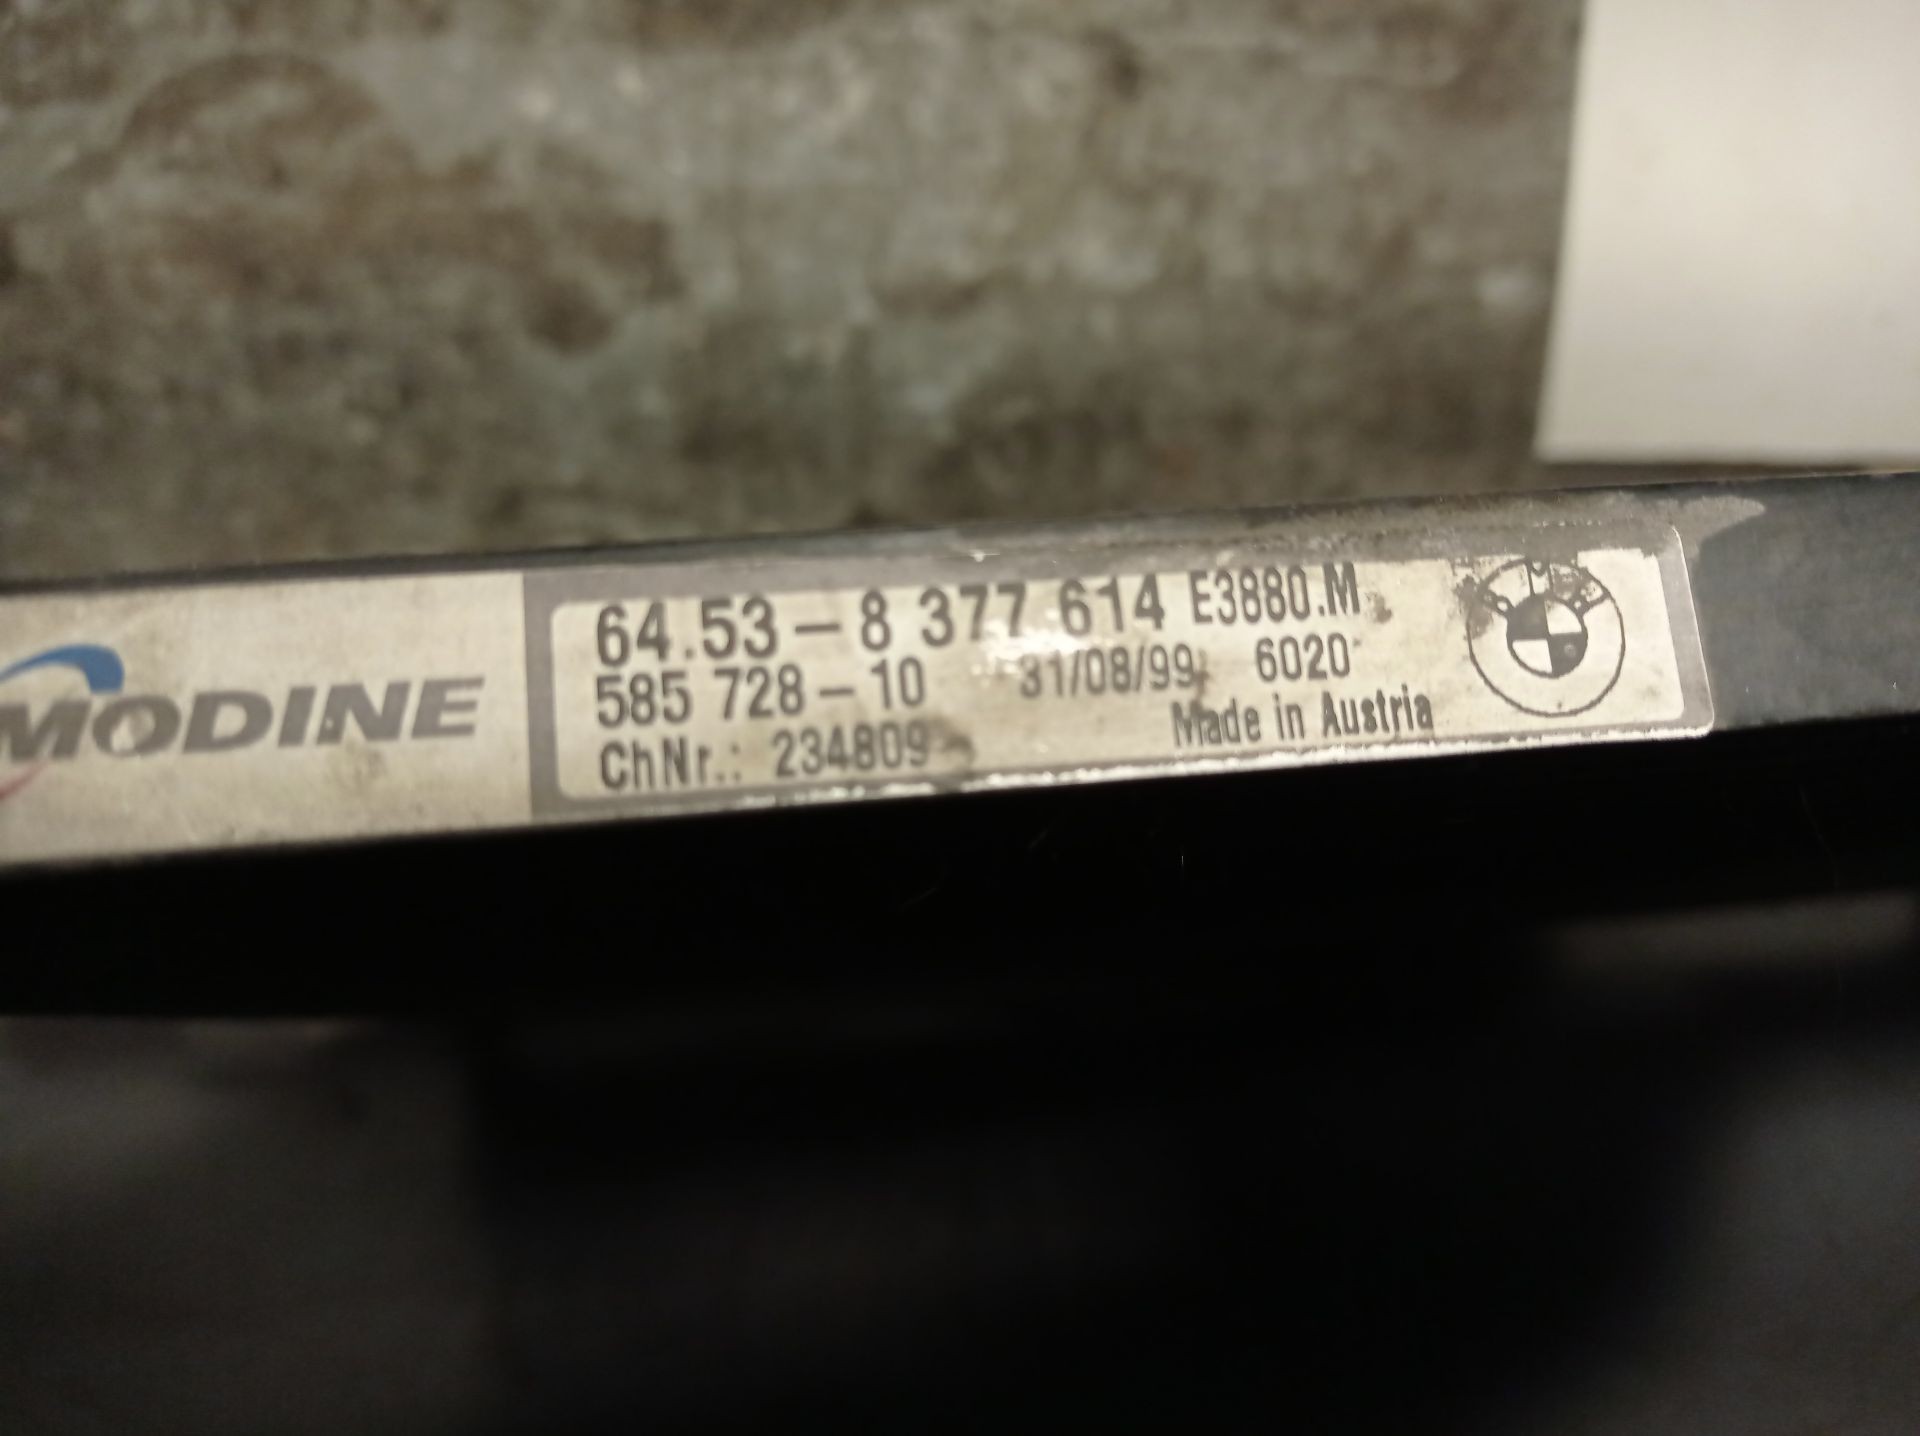 MODINE
64.53-8 377 614 E3880.M
585 728-10 31/08/99 6020
ChNr.: 234809 Made in Austria